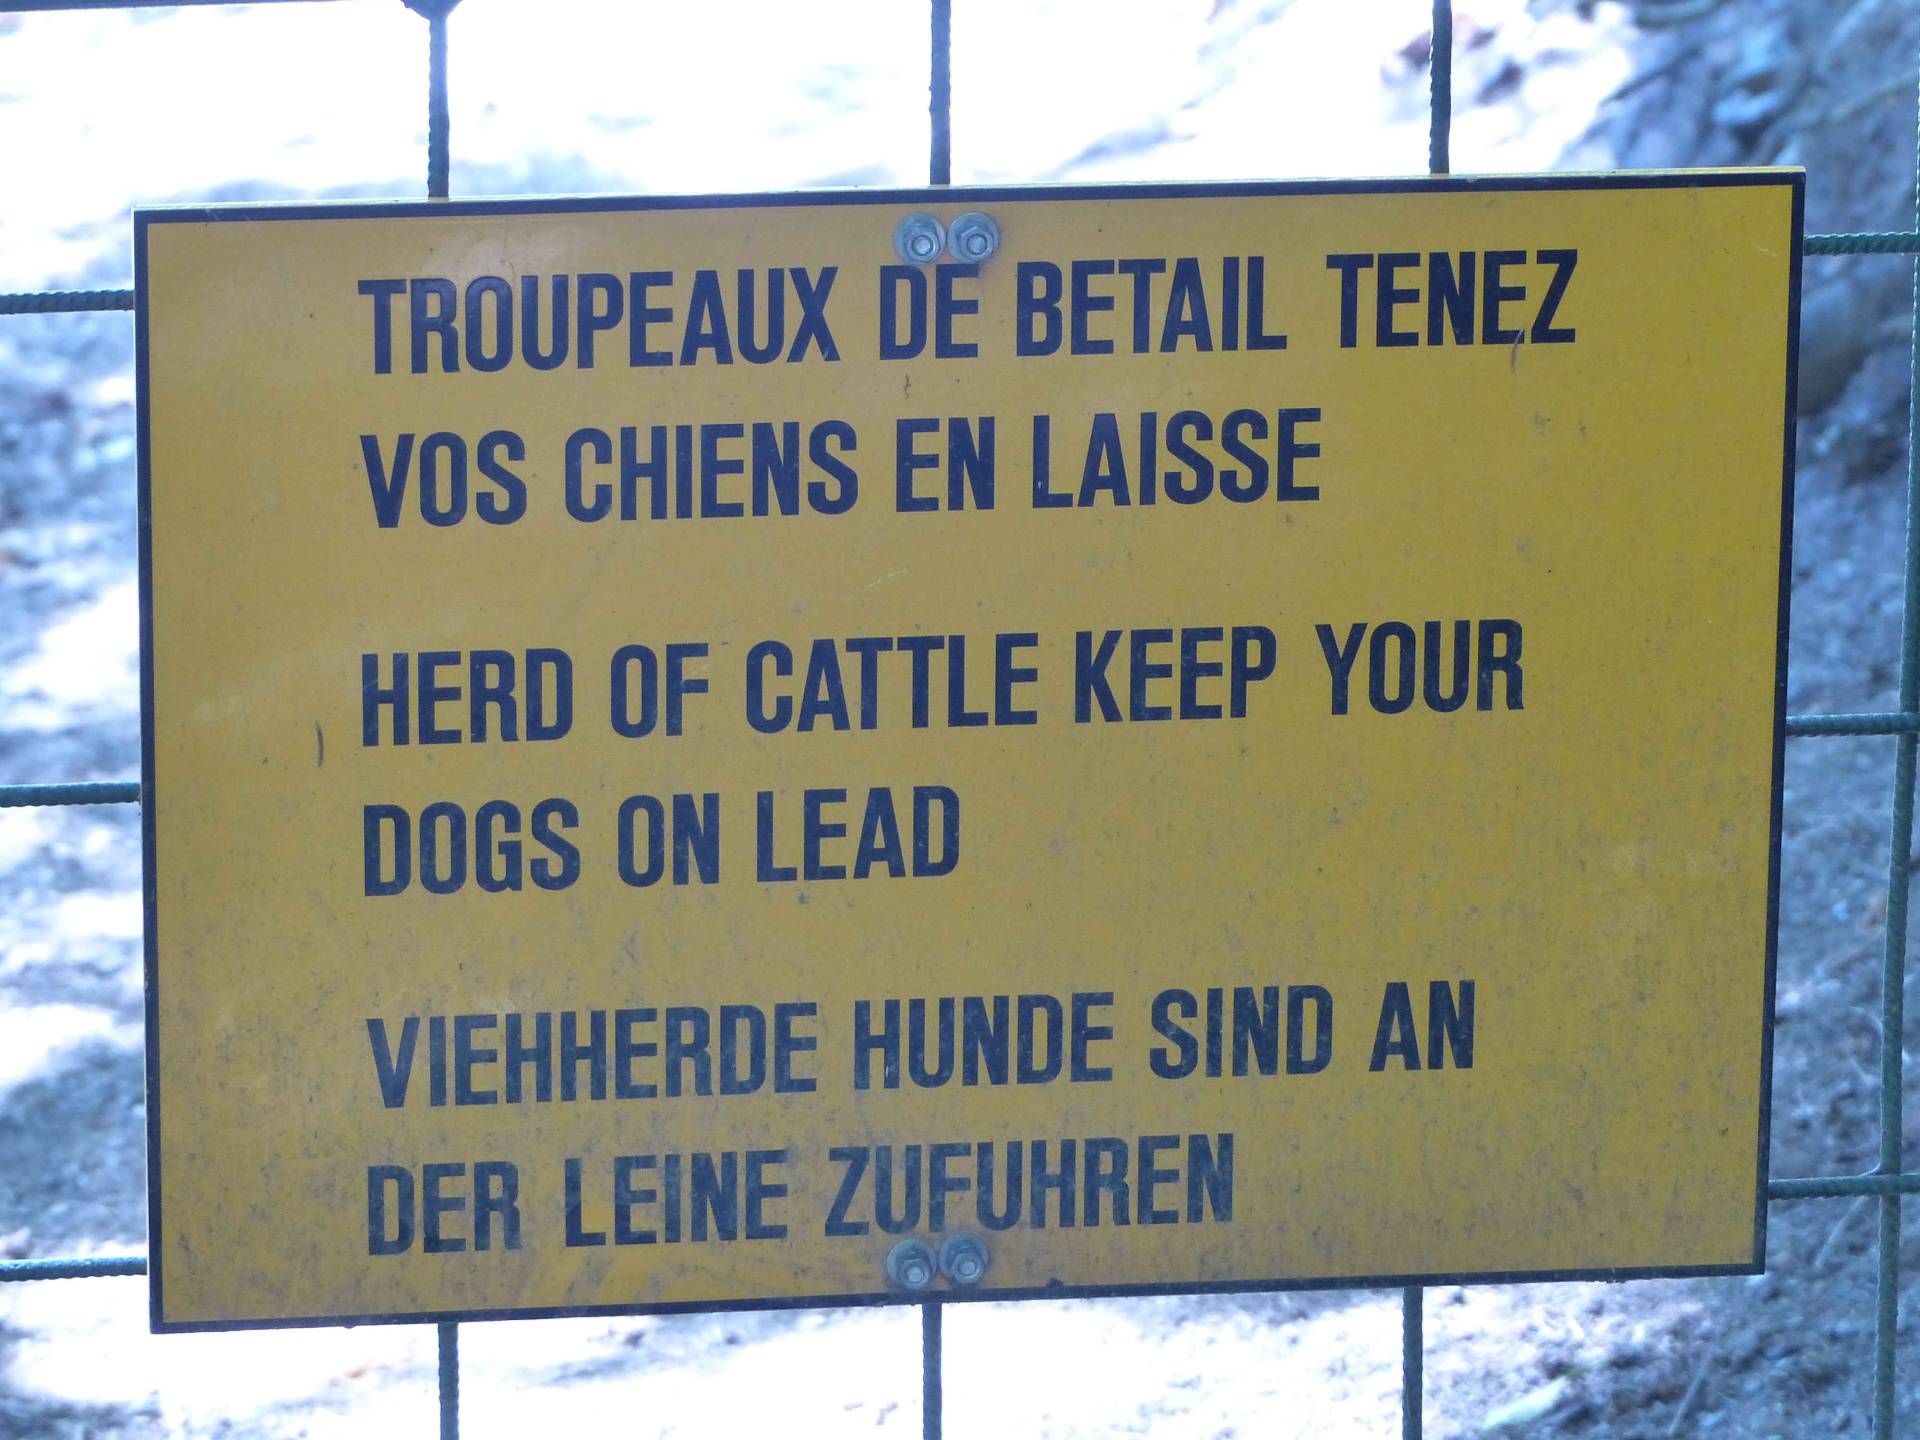 TROUPEAUX DE BETAIL TENEZ
VOS CHIENS EN LAISSE
HERD OF CATTLE KEEP YOUR
DOGS ON LEAD
VIEHHERDE HUNDE SIND AN
DER LEINE ZUFUHREN